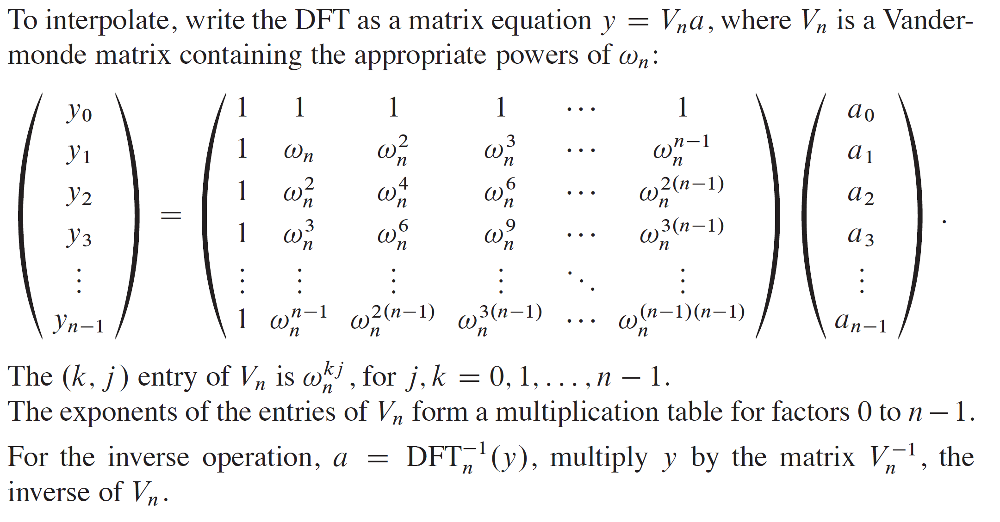 To interpolate, write the DFT as a matrix equation $y = V_n a$, where $V_n$ is a Vander-
monde matrix containing the appropriate powers of $\omega_n$:
$$\begin{pmatrix} y_0 \\ y_1 \\ y_2 \\ y_3 \\ \vdots \\ y_{n-1} \end{pmatrix} = \begin{pmatrix} 1 & 1 & 1 & 1 & \cdots & 1 \\ 1 & \omega_n & \omega_n^2 & \omega_n^3 & \cdots & \omega_n^{n-1} \\ 1 & \omega_n^2 & \omega_n^4 & \omega_n^6 & \cdots & \omega_n^{2(n-1)} \\ 1 & \omega_n^3 & \omega_n^6 & \omega_n^9 & \cdots & \omega_n^{3(n-1)} \\ \vdots & \vdots & \vdots & \vdots & \ddots & \vdots \\ 1 & \omega_n^{n-1} & \omega_n^{2(n-1)} & \omega_n^{3(n-1)} & \cdots & \omega_n^{(n-1)(n-1)} \end{pmatrix} \begin{pmatrix} a_0 \\ a_1 \\ a_2 \\ a_3 \\ \vdots \\ a_{n-1} \end{pmatrix} .$$
The $(k, j)$ entry of $V_n$ is $\omega_n^{kj}$, for $j, k = 0, 1, \ldots, n - 1$.
The exponents of the entries of $V_n$ form a multiplication table for factors 0 to $n - 1$.
For the inverse operation, $a = \mathrm{DFT}_n^{-1}(y)$, multiply $y$ by the matrix $V_n^{-1}$, the
inverse of $V_n$.